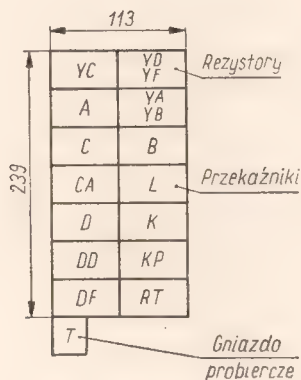 113
239
YC YD
YF Rezystory
A YA
YB
C B
CA L Przekaźniki
D K
DD KP
DF RT
T Gniazdo
probiercze